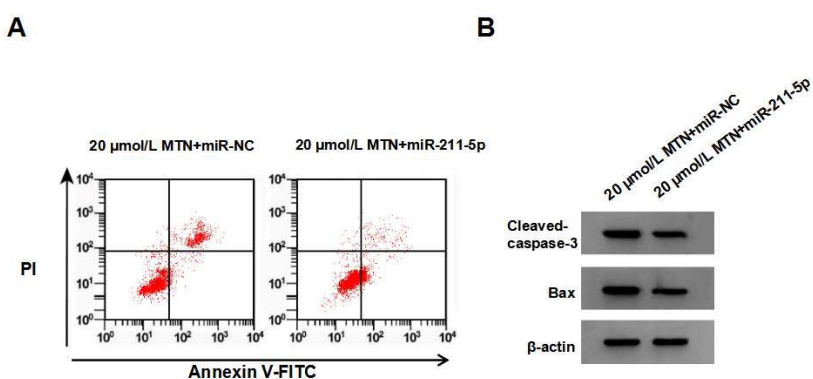 A
B
20 μmol/L MTN+miR-NC
20 μmol/L MTN+miR-211-5p
PI
10⁴
10³
10²
10¹
10⁰
10⁰ 10¹ 10² 10³ 10⁴
10⁴
10³
10²
10¹
10⁰
10⁰ 10¹ 10² 10³ 10⁴
Annexin V-FITC
20 μmol/L MTN+miR-NC
20 μmol/L MTN+miR-211-5p
Cleaved-
caspase-3
Bax
β-actin